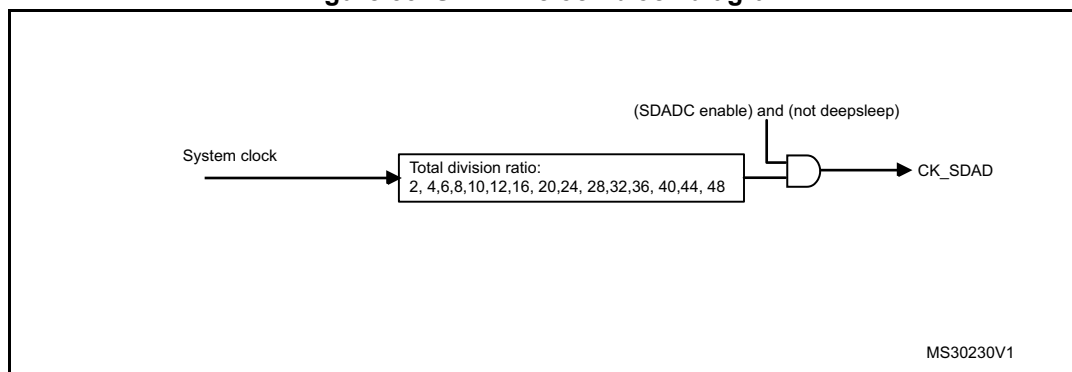 (SDADC enable) and (not deepsleep)
System clock
Total division ratio:
2, 4,6,8,10,12,16, 20,24, 28,32,36, 40,44, 48
CK_SDAD
MS30230V1